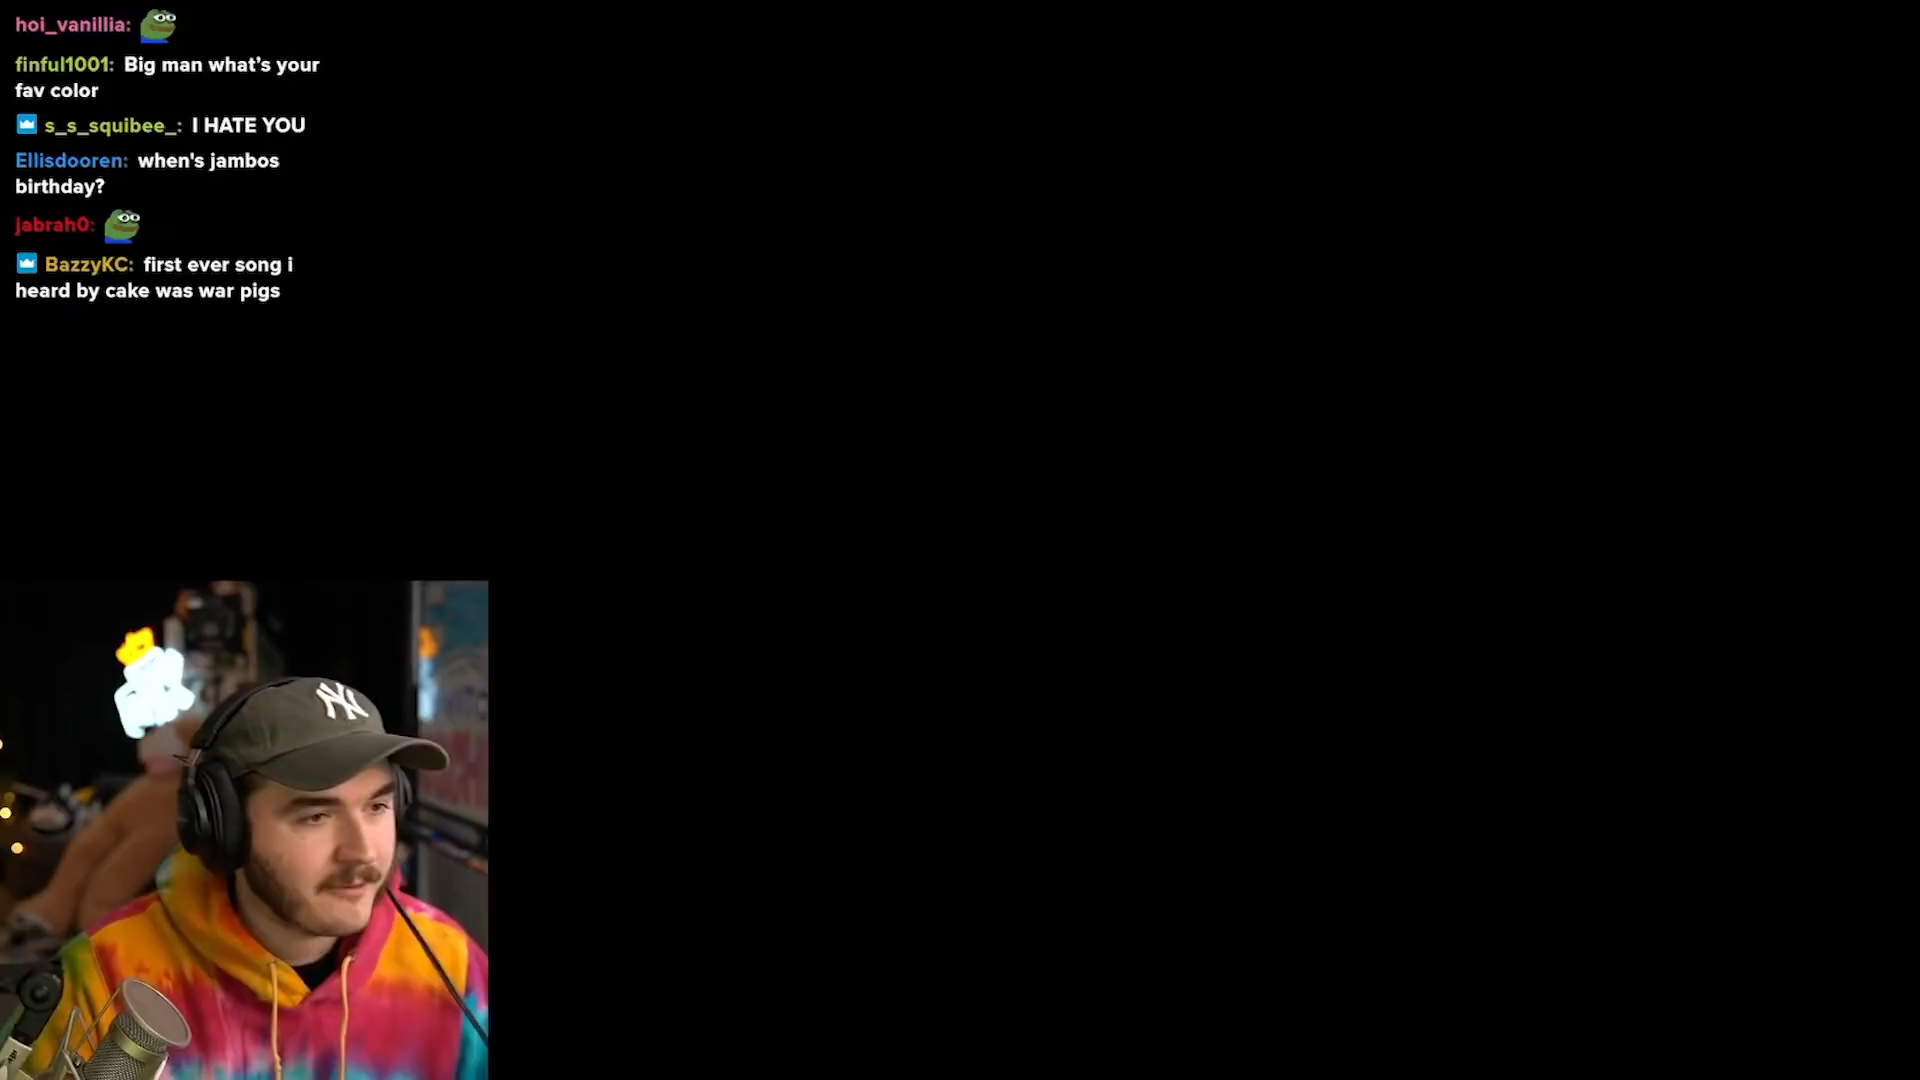 hoi_vanillia:
finful1001: Big man what's your
fav color
s_s_squibee_: I HATE YOU
Ellisdooren: when's jambos
birthday?
jabrah0:
BazzyKC: first ever song i
heard by cake was war pigs
NY